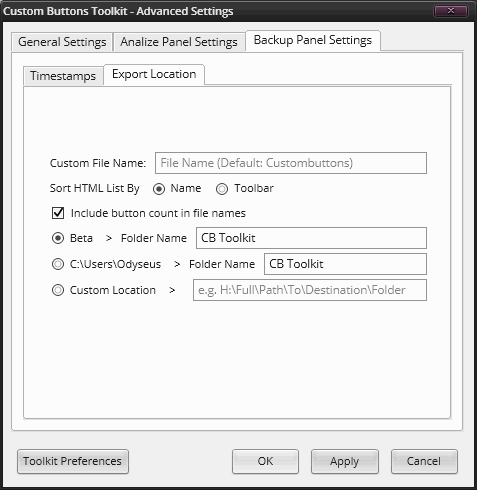 Custom Buttons Toolkit - Advanced Settings
General Settings Analize Panel Settings Backup Panel Settings
Timestamps Export Location
Custom File Name: File Name (Default: Custombuttons)
Sort HTML List By Name Toolbar
Include button count in file names
Beta > Folder Name CB Toolkit
C:\Users\Odyseus > Folder Name CB Toolkit
Custom Location > e.g. H:\Full\Path\To\Destination\Folder
Toolkit Preferences OK Apply Cancel